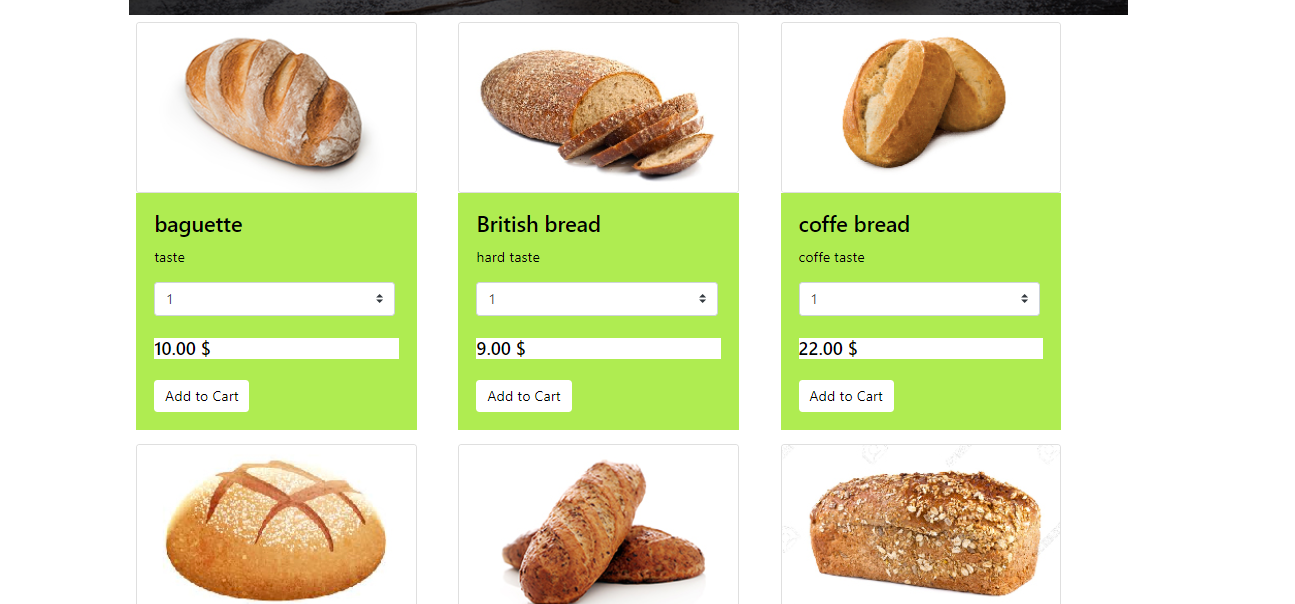 baguette
taste
1
10.00 $
Add to Cart
British bread
hard taste
1
9.00 $
Add to Cart
coffe bread
coffe taste
1
22.00 $
Add to Cart